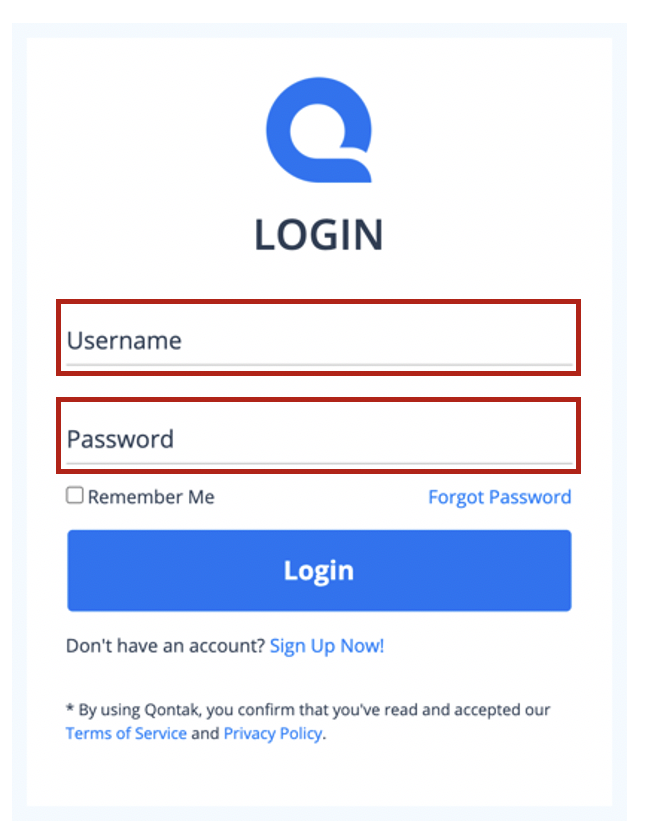 LOGIN
Username
Password
Remember Me
Forgot Password
Login
Don't have an account? Sign Up Now!
* By using Qontak, you confirm that you've read and accepted our
Terms of Service and Privacy Policy.